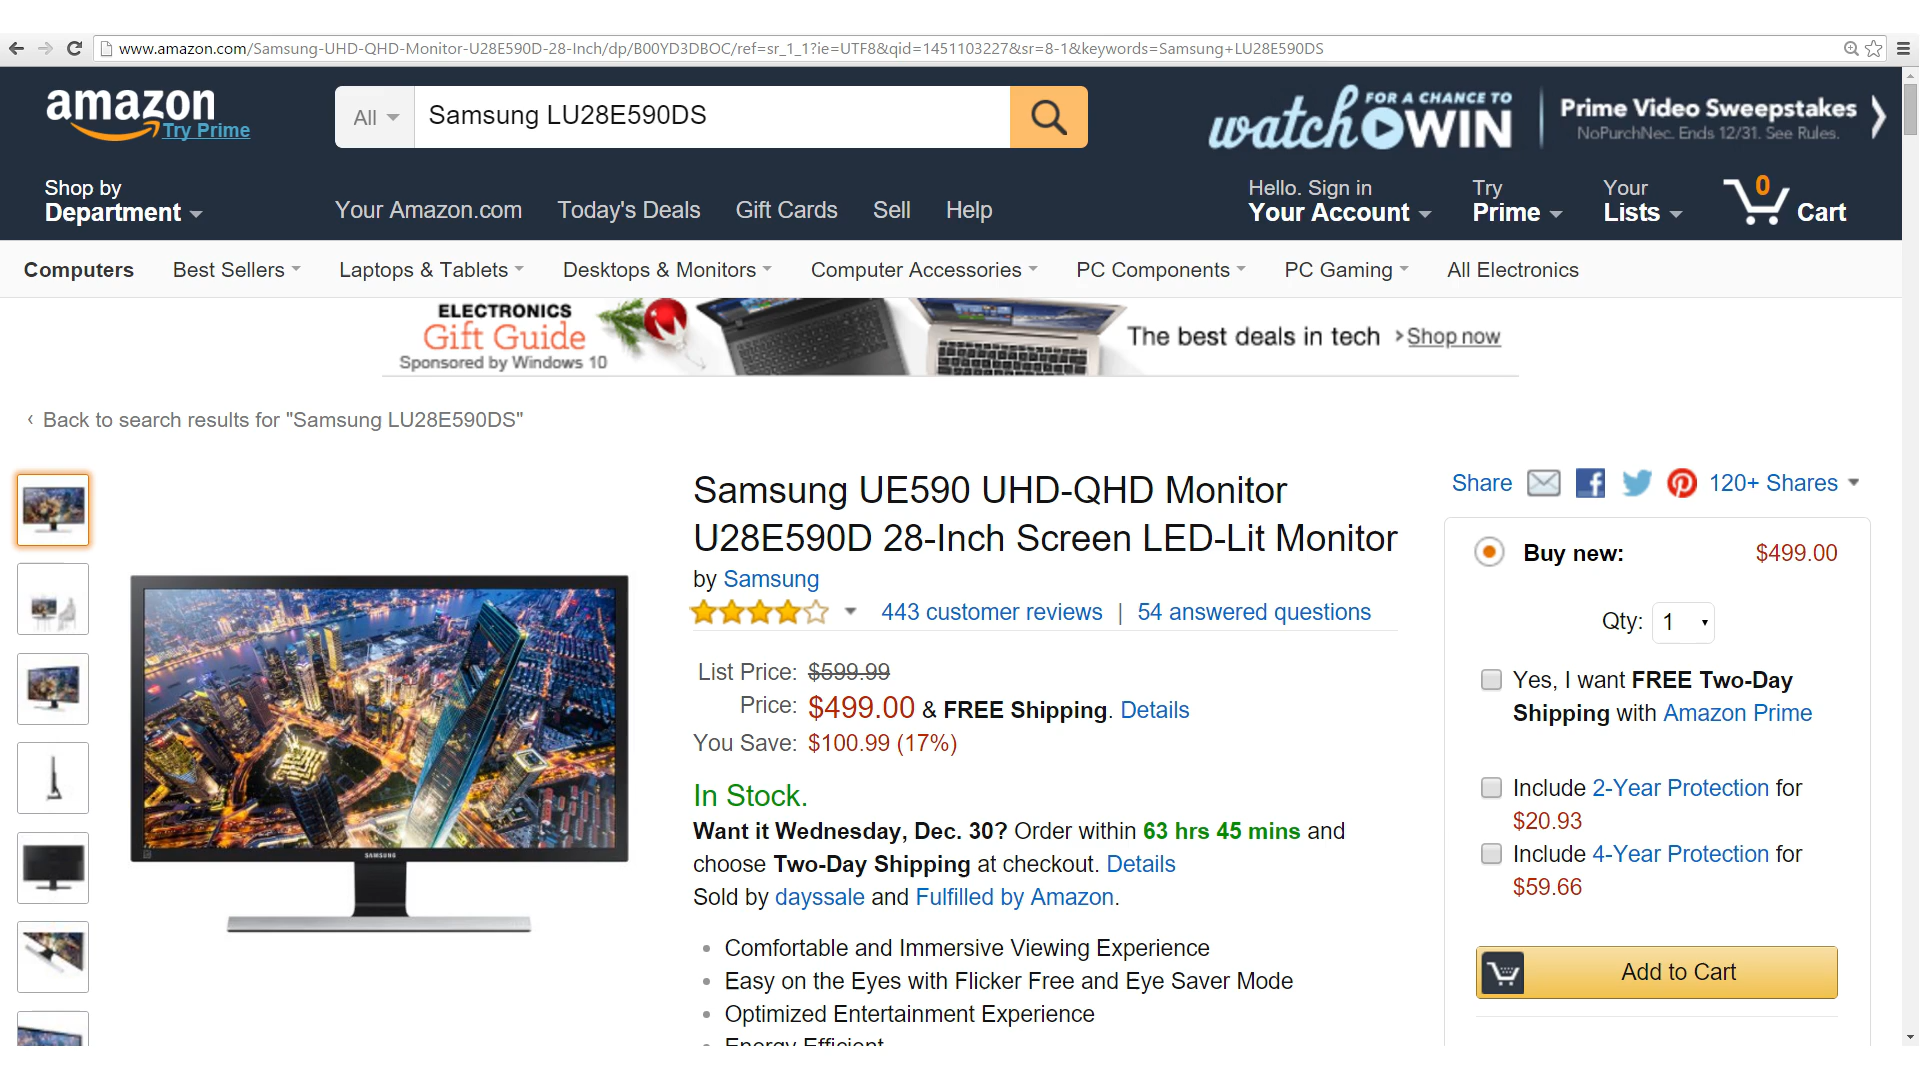 www.amazon.com/Samsung-UHD-QHD-Monitor-U28E590D-28-Inch/dp/B00YD3DBOC/ref=sr_1_1?ie=UTF8&qid=1451103227&sr=8-1&keywords=Samsung+LU28E590DS
amazon
Try Prime
All
Samsung LU28E590DS
watch FOR A CHANCE TO WIN
Prime Video Sweepstakes
NoPurchNec. Ends 12/31. See Rules.
Shop by
Department
Your Amazon.com Today's Deals Gift Cards Sell Help
Hello. Sign in
Your Account
Try
Prime
Your
Lists
0
Cart
Computers Best Sellers Laptops & Tablets Desktops & Monitors Computer Accessories PC Components PC Gaming All Electronics
ELECTRONICS
Gift Guide
Sponsored by Windows 10
The best deals in tech › Shop now
‹ Back to search results for "Samsung LU28E590DS"
SAMSUNG
Samsung UE590 UHD-QHD Monitor
U28E590D 28-Inch Screen LED-Lit Monitor
by Samsung
443 customer reviews | 54 answered questions
List Price: $599.99
Price: $499.00 & FREE Shipping. Details
You Save: $100.99 (17%)
In Stock.
Want it Wednesday, Dec. 30? Order within 63 hrs 45 mins and
choose Two-Day Shipping at checkout. Details
Sold by dayssale and Fulfilled by Amazon.
• Comfortable and Immersive Viewing Experience
• Easy on the Eyes with Flicker Free and Eye Saver Mode
• Optimized Entertainment Experience
• Energy Efficient
Share 120+ Shares
Buy new: $499.00
Qty: 1
Yes, I want FREE Two-Day
Shipping with Amazon Prime
Include 2-Year Protection for
$20.93
Include 4-Year Protection for
$59.66
Add to Cart